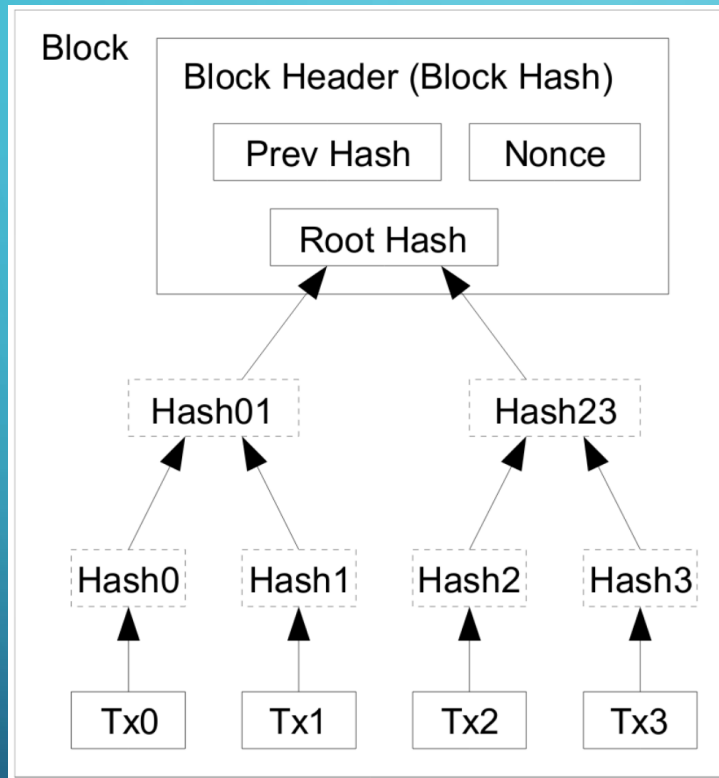 Block
Block Header (Block Hash)
Prev Hash Nonce
Root Hash
Hash01 Hash23
Hash0 Hash1 Hash2 Hash3
Tx0 Tx1 Tx2 Tx3